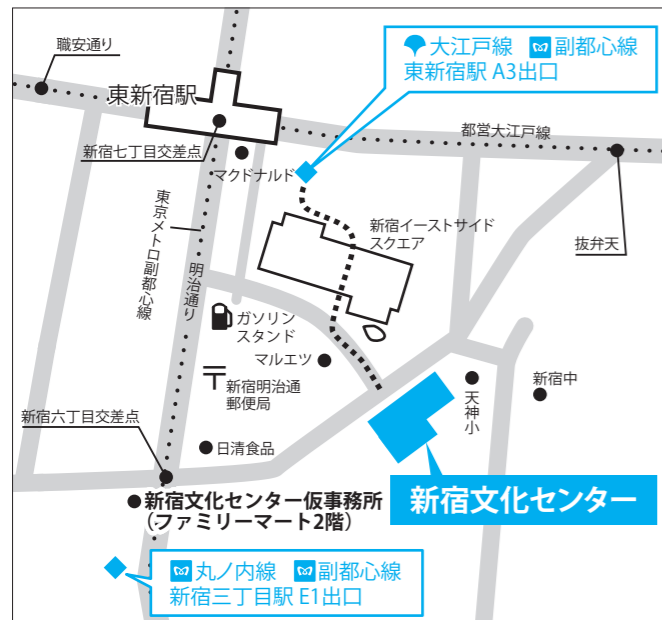 職安通り
大江戸線 副都心線
東新宿駅 A3出口
東新宿駅
都営大江戸線
新宿七丁目交差点
マクドナルド
東京メトロ副都心線
明治通り
新宿イーストサイド
スクエア
抜弁天
ガソリン
スタンド
マルエツ
〒
新宿明治通
郵便局
天神小
新宿中
新宿六丁目交差点
日清食品
新宿文化センター
●新宿文化センター仮事務所
(ファミリーマート2階)
丸ノ内線 副都心線
新宿三丁目駅 E1出口